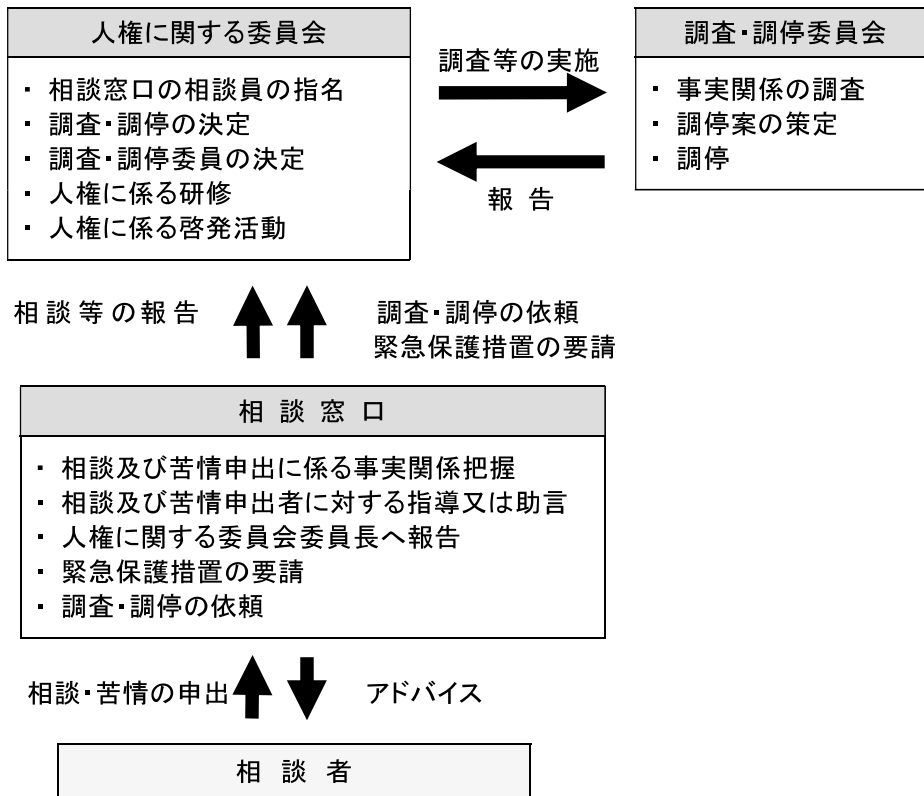 人権に関する委員会
・ 相談窓口の相談員の指名
・ 調査・調停の決定
・ 調査・調停委員の決定
・ 人権に係る研修
・ 人権に係る啓発活動
調査等の実施
報 告
調査・調停委員会
・ 事実関係の調査
・ 調停案の策定
・ 調停
相談等の報告
調査・調停の依頼
緊急保護措置の要請
相 談 窓 口
・ 相談及び苦情申出に係る事実関係把握
・ 相談及び苦情申出者に対する指導又は助言
・ 人権に関する委員会委員長へ報告
・ 緊急保護措置の要請
・ 調査・調停の依頼
相談・苦情の申出
アドバイス
相 談 者